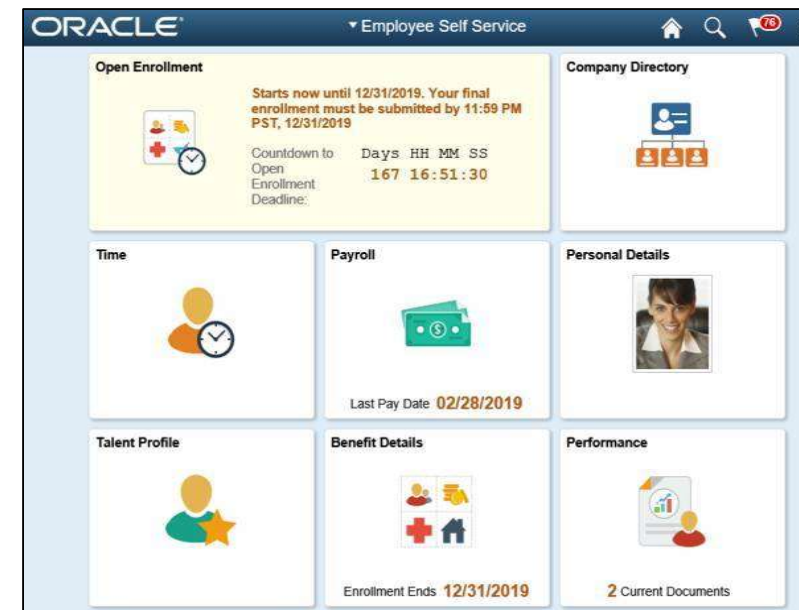 ORACLE
Employee Self Service
76
Open Enrollment
Starts now until 12/31/2019. Your final
enrollment must be submitted by 11:59 PM
PST, 12/31/2019
Countdown to
Open
Enrollment
Deadline:
Days HH MM SS
167 16:51:30
Company Directory
Time
Payroll
Last Pay Date 02/28/2019
Personal Details
Talent Profile
Benefit Details
Enrollment Ends 12/31/2019
Performance
2 Current Documents